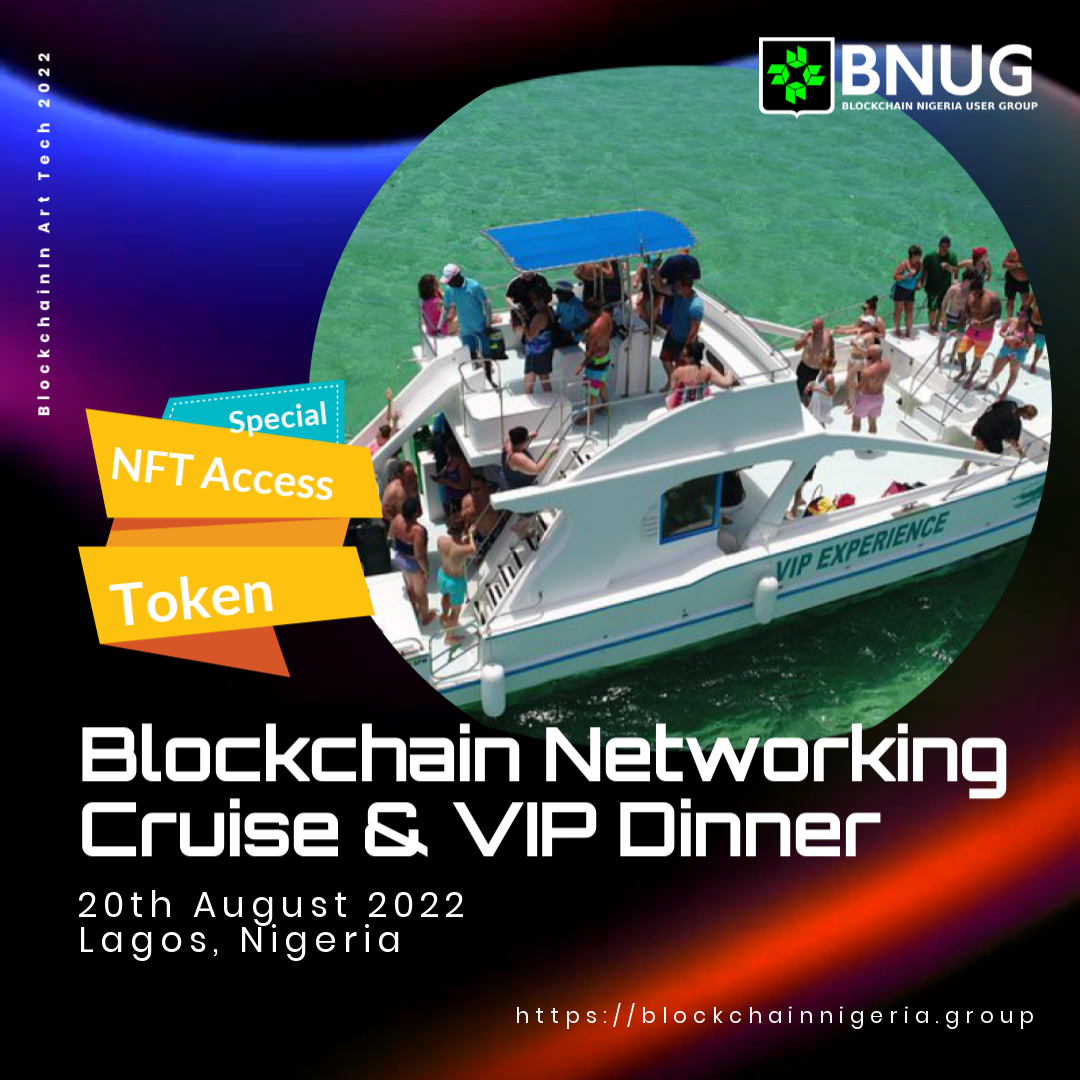 Blockchainin Art Tech 2022
BNUG
BLOCKCHAIN NIGERIA USER GROUP
Special
NFT Access
Token
VIP EXPERIENCE
Blockchain Networking
Cruise & VIP Dinner
20th August 2022
Lagos, Nigeria
https://blockchainnigeria.group